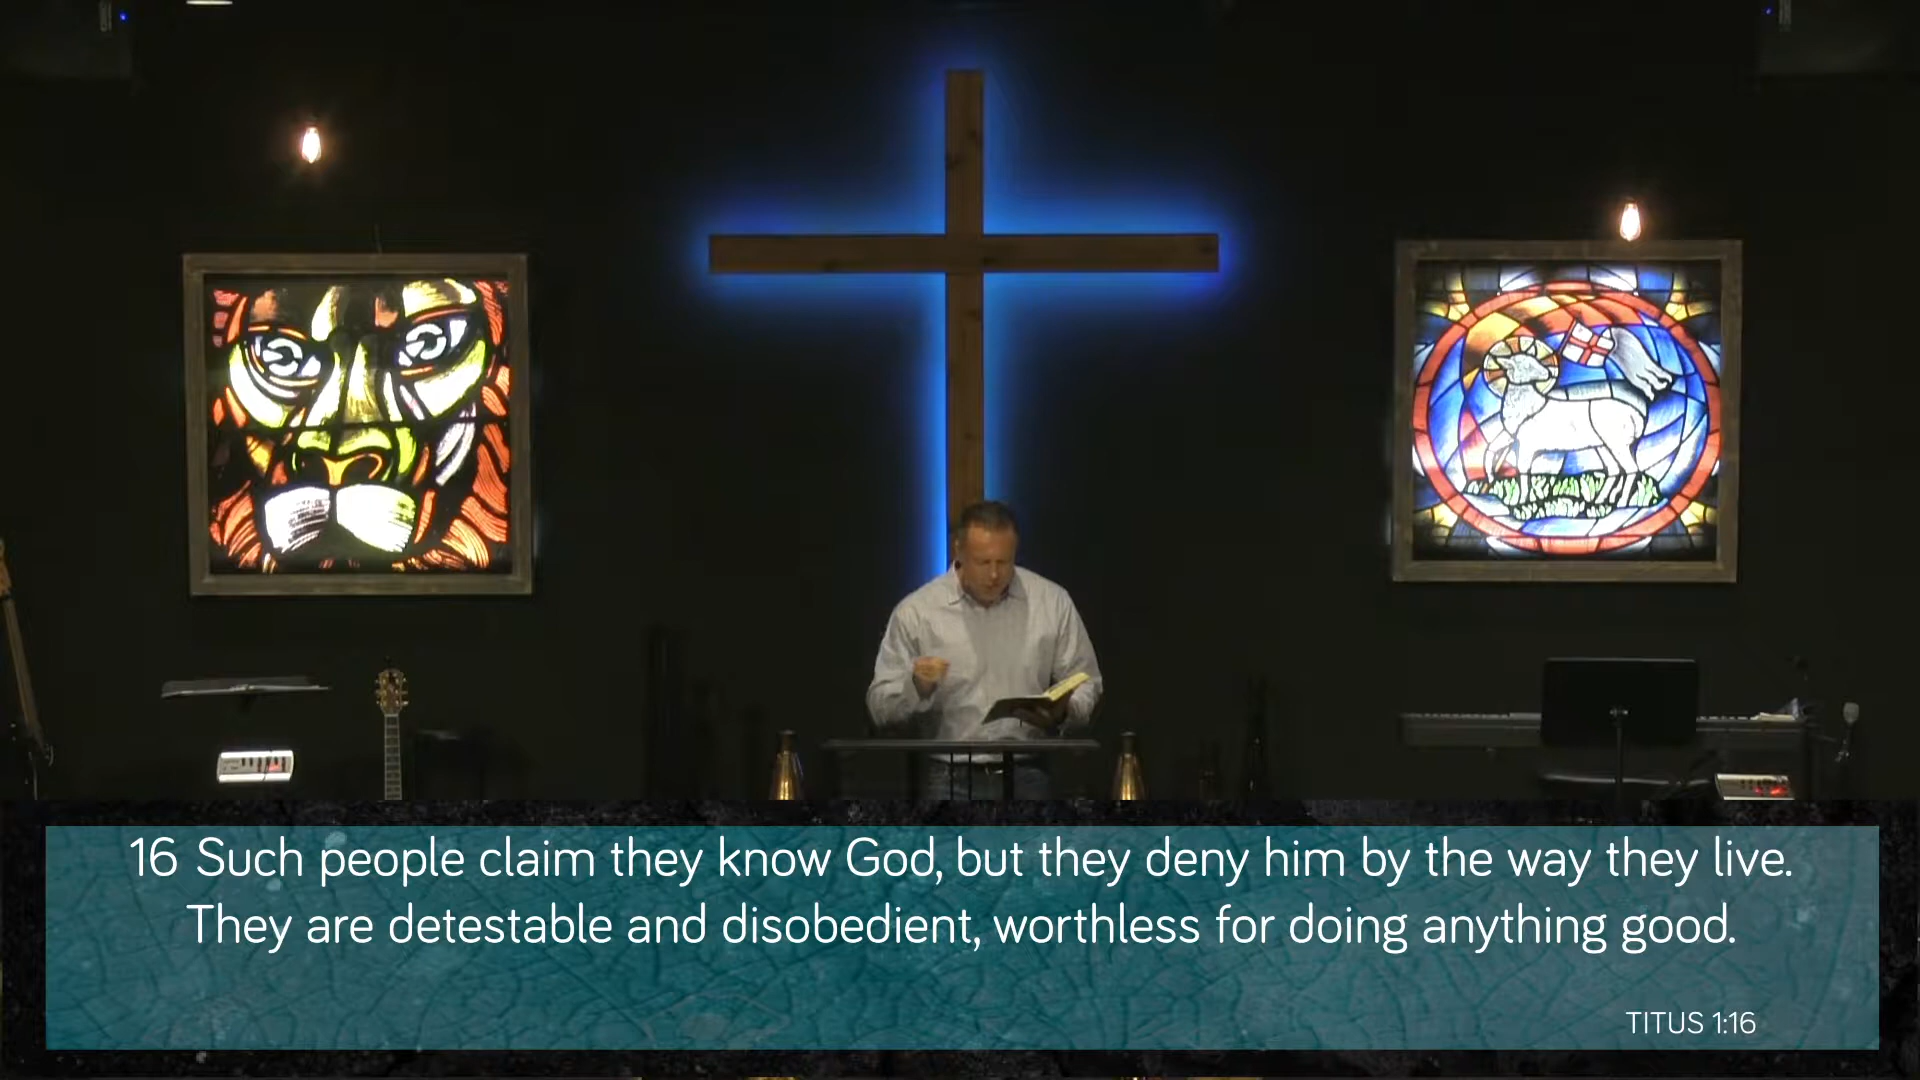 16 Such people claim they know God, but they deny him by the way they live.
They are detestable and disobedient, worthless for doing anything good.
TITUS 1:16